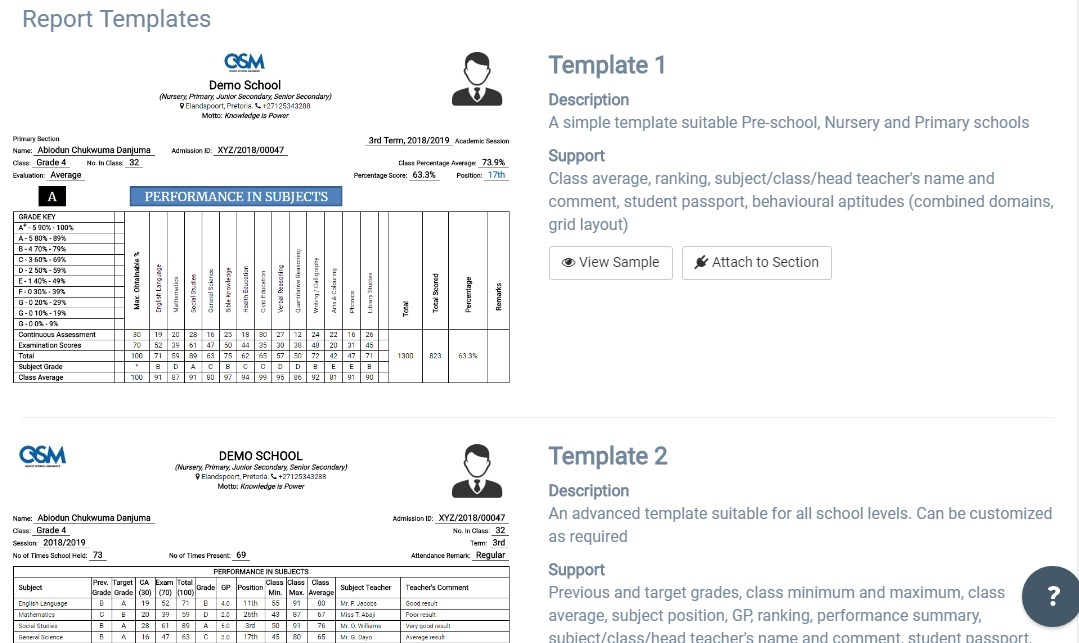 Report Templates
QSM
Demo School
(Nursery, Primary, Junior Secondary, Senior Secondary)
Elandspoort, Pretoria. +27125343288
Motto: Knowledge is Power
Primary Section
3rd Term, 2018/2019 Academic Session
Name: Abiodun Chukwuma Danjuma Admission ID: XYZ/2018/00047
Class: Grade 4 No. In Class: 32 Class Percentage Average: 73.9%
Evaluation: Average Percentage Score: 63.3% Position: 17th
A PERFORMANCE IN SUBJECTS
GRADE KEY
A* - 5 90% - 100%
A - 5 80% - 89%
B - 4 70% - 79%
C - 3 60% - 69%
D - 2 50% - 59%
E - 1 40% - 49%
F - 0 30% - 39%
G - 0 20% - 29%
G - 0 10% - 19%
G - 0 0% - 9%
Max. Obtainable % English Language Mathematics Social Studies General Science Bible Knowledge Health Education Civic Education Verbal Reasoning Quantitative Reasoning Writing / Calligraphy Arts & Colouring Phonics Library Studies Total Total Scored Percentage Remarks
Continuous Assessment 30 19 20 28 16 25 18 30 27 12 24 22 16 26
Examination Scores 70 52 39 61 47 50 44 35 30 38 48 20 31 45
Total 100 71 59 89 63 75 62 65 57 50 72 42 47 71 1300 823 63.3%
Subject Grade * B D A C B C C D D B E E B
Class Average 100 91 87 91 80 97 94 99 95 86 92 81 91 90
Template 1
Description
A simple template suitable Pre-school, Nursery and Primary schools
Support
Class average, ranking, subject/class/head teacher's name and
comment, student passport, behavioural aptitudes (combined domains,
grid layout)
View Sample Attach to Section
QSM
DEMO SCHOOL
(Nursery, Primary, Junior Secondary, Senior Secondary)
Elandspoort, Pretoria. +27125343288
Motto: Knowledge is Power
Name: Abiodun Chukwuma Danjuma Admission ID: XYZ/2018/00047
Class: Grade 4 No. In Class: 32
Session: 2018/2019 Term: 3rd
No of Times School Held: 73 No of Times Present: 69 Attendance Remark: Regular
PERFORMANCE IN SUBJECTS
Subject Prev. Grade Target Grade CA (30) Exam (70) Total (100) Grade GP Position Class Min. Class Max. Class Average Subject Teacher Teacher's Comment
English Language B A 19 52 71 B 4.0 11th 55 91 80 Mr. F. Jacobs Good result
Mathematics C B 20 39 59 D 2.0 26th 43 87 67 Miss T. Abaji Poor result
Social Studies B A 28 61 89 A 5.0 3rd 50 91 76 Mr. O. Williams Very good result
General Science B A 16 47 63 C 3.0 17th 45 80 65 Mr. G. Dayo Average result
Template 2
Description
An advanced template suitable for all school levels. Can be customized
as required
Support
Previous and target grades, class minimum and maximum, class
average, subject position, GP, ranking, performance summary,
subject/class/head teacher's name and comment, student passport,
?